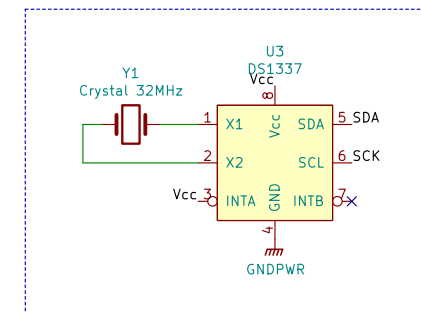 U3
DS1337
Vcc
Y1
Crystal 32MHz
8
1 X1 Vcc SDA 5 SDA
2 X2 SCL 6 SCK
Vcc 3 INTA GND INTB 7
4
GNDPWR